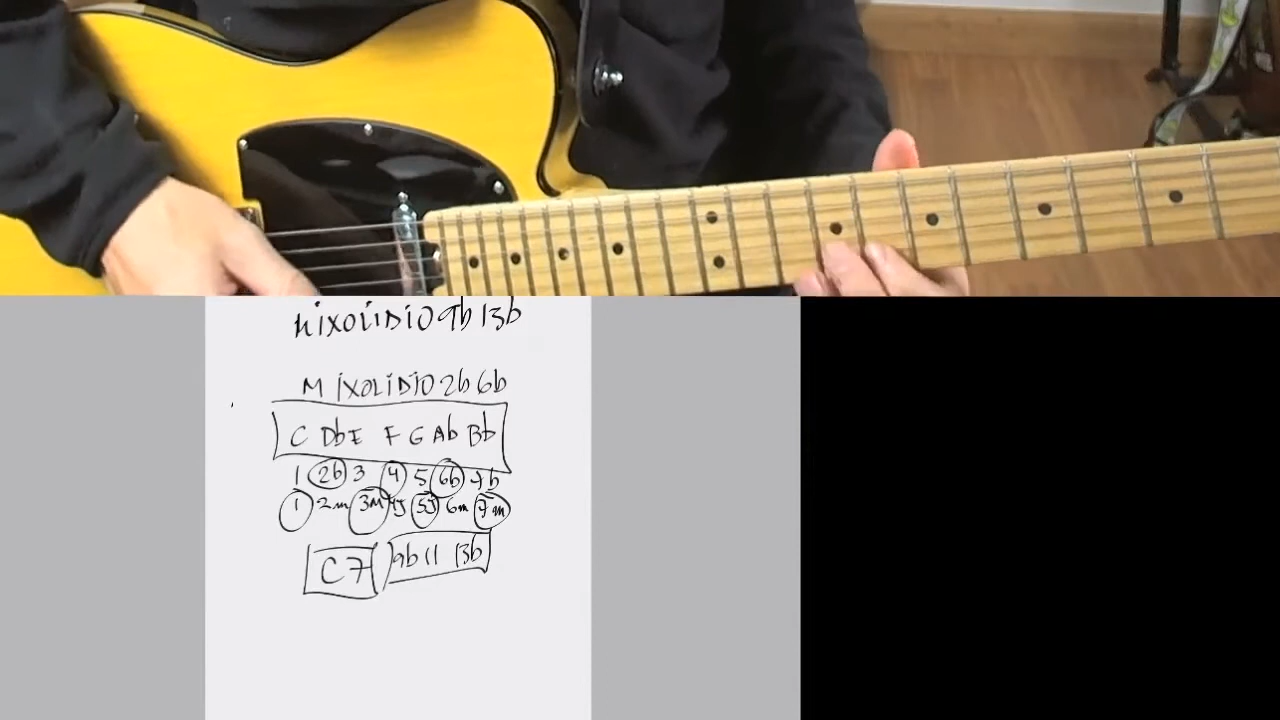 MIXOLIDIO 9b 13b
MIXOLIDIO 2b 6b
C Db E F G Ab Bb
1 2b 3 4 5 6b 7b
1 2m 3M 4J 5J 6m 7m
C7 9b 11 13b